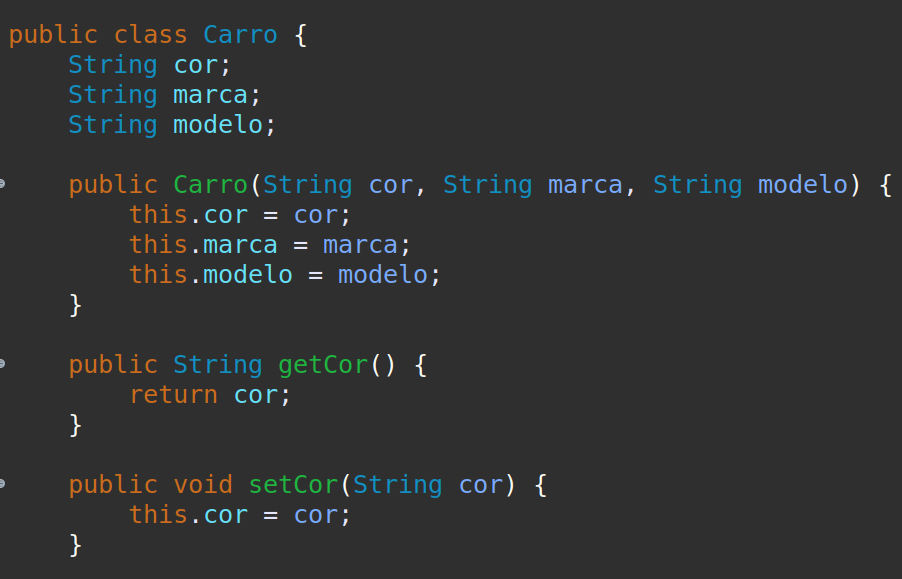 public class Carro {
    String cor;
    String marca;
    String modelo;

    public Carro(String cor, String marca, String modelo) {
        this.cor = cor;
        this.marca = marca;
        this.modelo = modelo;
    }

    public String getCor() {
        return cor;
    }

    public void setCor(String cor) {
        this.cor = cor;
    }